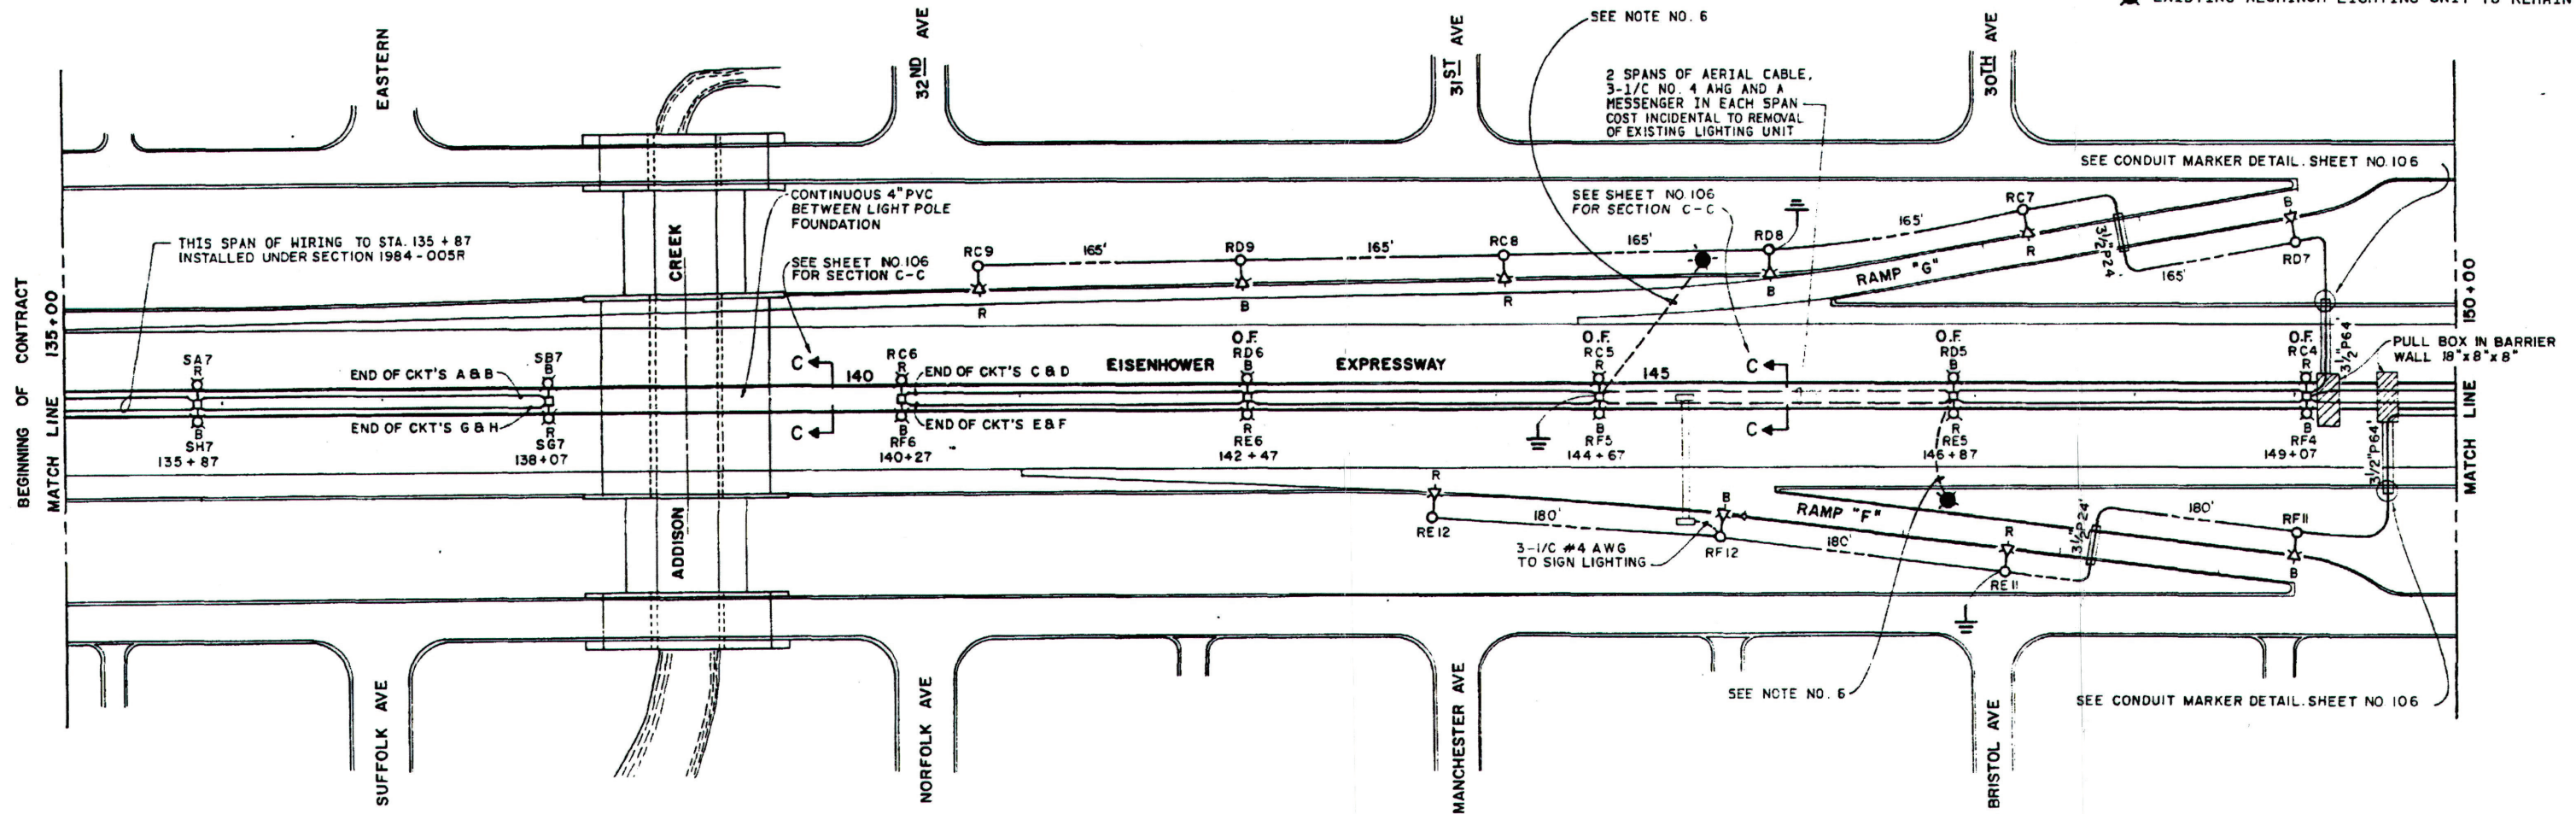 EXISTING ALUMINUM LIGHTING UNIT TO REMAIN
SEE NOTE NO. 6
EASTERN
32ND AVE
31ST AVE
30TH AVE
2 SPANS OF AERIAL CABLE,
3-1/C NO. 4 AWG AND A
MESSENGER IN EACH SPAN
COST INCIDENTAL TO REMOVAL
OF EXISTING LIGHTING UNIT
SEE CONDUIT MARKER DETAIL. SHEET NO. 106
CONTINUOUS 4" PVC
BETWEEN LIGHT POLE
FOUNDATION
SEE SHEET NO. 106
FOR SECTION C-C
RC7
B
THIS SPAN OF WIRING TO STA. 135 + 87
INSTALLED UNDER SECTION 1984-005R
CREEK
SEE SHEET NO. 106
FOR SECTION C-C
RC9
165'
RD9
165'
RC8
165'
RD8
165'
R
3 1/2" P24'
165'
RD7
RAMP "G"
R
B
R
B
BEGINNING OF CONTRACT
MATCH LINE 135+00
MATCH LINE 150+00
SA7
R
END OF CKT'S A & B
SB7
B
C
140
RC6
R
END OF CKT'S C & D
O.F.
RD6
B
EISENHOWER EXPRESSWAY
O.F.
RC5
R
145
C
O.F.
RD5
B
O.F.
RC4
R
3 1/2" P64'
PULL BOX IN BARRIER
WALL 18"x 8"x 8"
END OF CKT'S G & H
C
END OF CKT'S E & F
C
B
SH7
135 + 87
R
SG7
138+07
B
RF6
140+27
R
RE6
142+47
B
RF5
144+67
R
RE5
146+87
B
RF4
149+07
3 1/2" P64'
R
RE12
180'
B
RF12
RAMP "F"
180'
R
RE11
3 1/2" P24'
180'
RF11
B
3-1/C #4 AWG
TO SIGN LIGHTING
ADDISON
SEE NOTE NO. 6
SEE CONDUIT MARKER DETAIL. SHEET NO 106
SUFFOLK AVE
NORFOLK AVE
MANCHESTER AVE
BRISTOL AVE